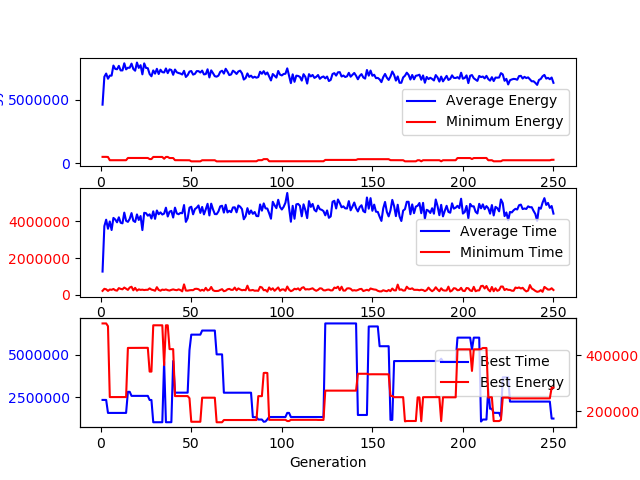 5000000
Average Energy
Minimum Energy
0
0 50 100 150 200 250
4000000
Average Time
2000000
Minimum Time
0
0 50 100 150 200 250
5000000
Best Time
400000
Best Energy
2500000
200000
0 50 100 150 200 250
Generation